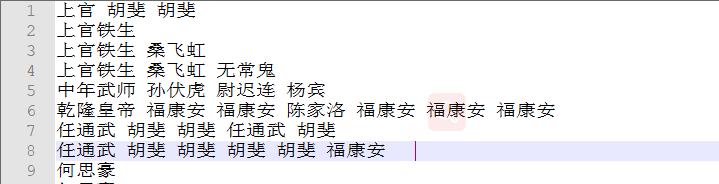 1 上官 胡斐 胡斐
2 上官铁生
3 上官铁生 桑飞虹
4 上官铁生 桑飞虹 无常鬼
5 中年武师 孙伏虎 尉迟连 杨宾
6 乾隆皇帝 福康安 福康安 陈家洛 福康安 福康安 福康安
7 任通武 胡斐 胡斐 任通武 胡斐
8 任通武 胡斐 胡斐 胡斐 胡斐 福康安
9 何思豪